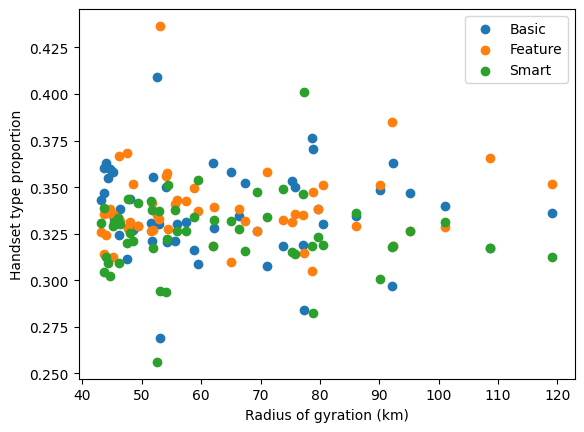 Basic
Feature
Smart
Handset type proportion
0.425
0.400
0.375
0.350
0.325
0.300
0.275
0.250
40 50 60 70 80 90 100 110 120
Radius of gyration (km)